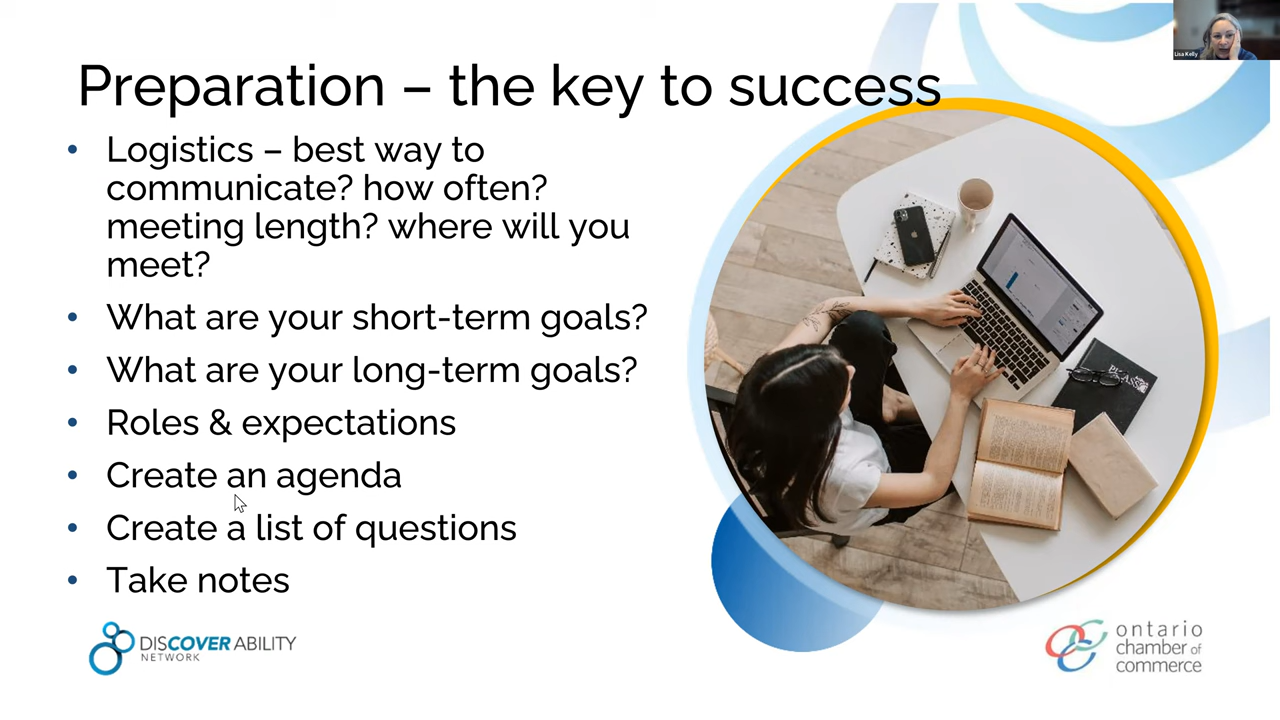 Lisa Kelly
Preparation – the key to success
• Logistics – best way to
communicate? how often?
meeting length? where will you
meet?
• What are your short-term goals?
• What are your long-term goals?
• Roles & expectations
• Create an agenda
• Create a list of questions
• Take notes
DISCOVER ABILITY
NETWORK
ontario
chamber of
commerce